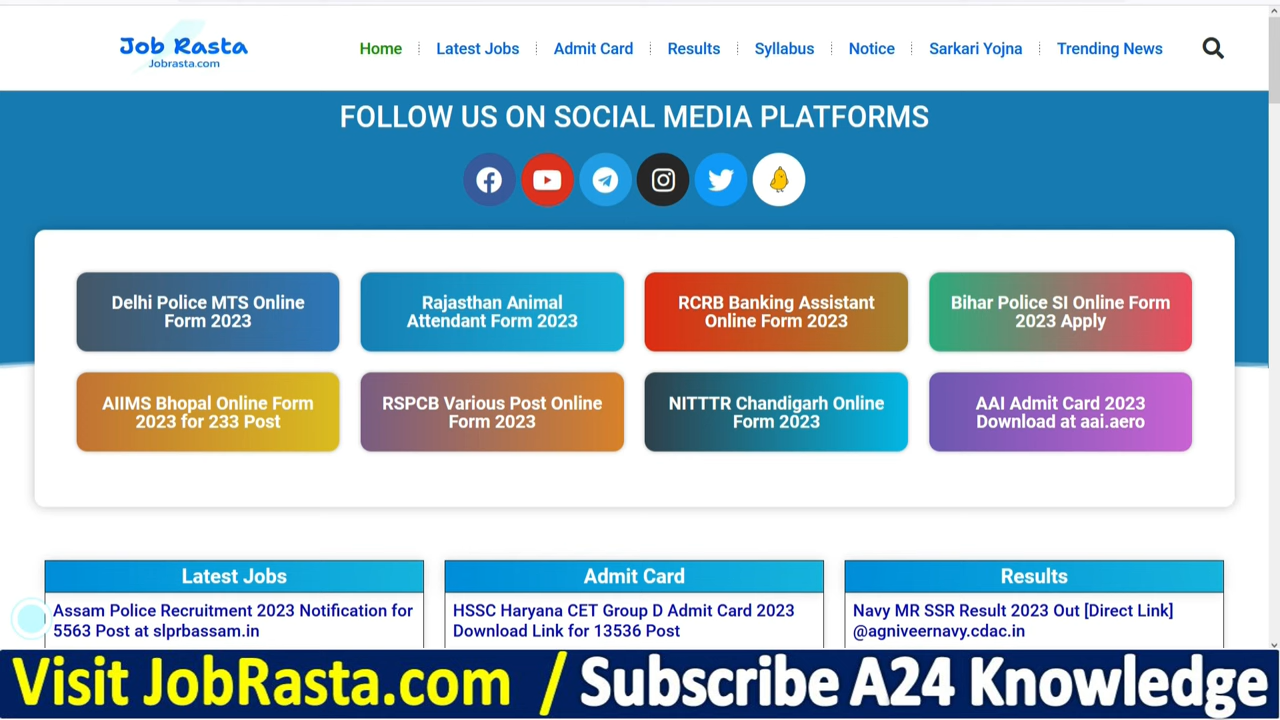 Job Rasta
Jobrasta.com
Home
Latest Jobs
Admit Card
Results
Syllabus
Notice
Sarkari Yojna
Trending News
FOLLOW US ON SOCIAL MEDIA PLATFORMS
Delhi Police MTS Online
Form 2023
Rajasthan Animal
Attendant Form 2023
RCRB Banking Assistant
Online Form 2023
Bihar Police SI Online Form
2023 Apply
AIIMS Bhopal Online Form
2023 for 233 Post
RSPCB Various Post Online
Form 2023
NITTTR Chandigarh Online
Form 2023
AAI Admit Card 2023
Download at aai.aero
Latest Jobs
Assam Police Recruitment 2023 Notification for
5563 Post at slprbassam.in
Admit Card
HSSC Haryana CET Group D Admit Card 2023
Download Link for 13536 Post
Results
Navy MR SSR Result 2023 Out [Direct Link]
@agniveernavy.cdac.in
Visit JobRasta.com / Subscribe A24 Knowledge